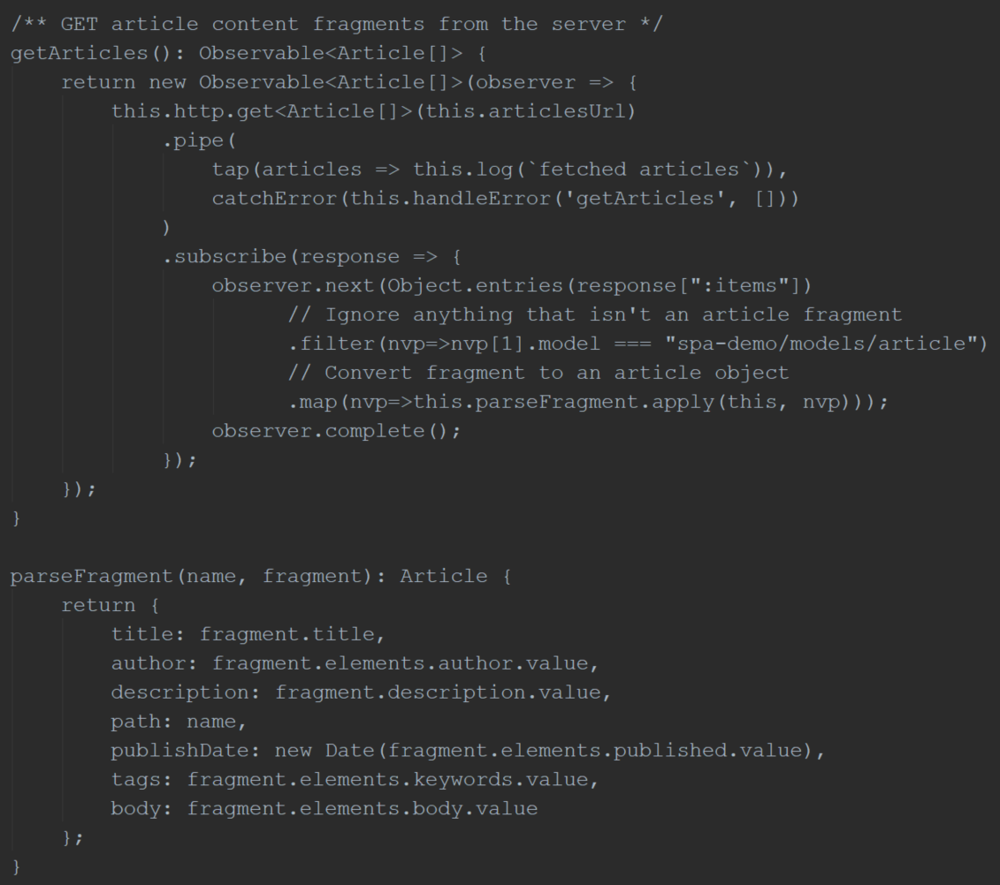 /** GET article content fragments from the server */
getArticles(): Observable<Article[]> {
    return new Observable<Article[]>(observer => {
        this.http.get<Article[]>(this.articlesUrl)
            .pipe(
                tap(articles => this.log(`fetched articles`)),
                catchError(this.handleError('getArticles', []))
            )
            .subscribe(response => {
                observer.next(Object.entries(response[":items"])
                      // Ignore anything that isn't an article fragment
                      .filter(nvp=>nvp[1].model === "spa-demo/models/article")
                      // Convert fragment to an article object
                      .map(nvp=>this.parseFragment.apply(this, nvp)));
                observer.complete();
            });
    });
}

parseFragment(name, fragment): Article {
    return {
        title: fragment.title,
        author: fragment.elements.author.value,
        description: fragment.description.value,
        path: name,
        publishDate: new Date(fragment.elements.published.value),
        tags: fragment.elements.keywords.value,
        body: fragment.elements.body.value
    };
}